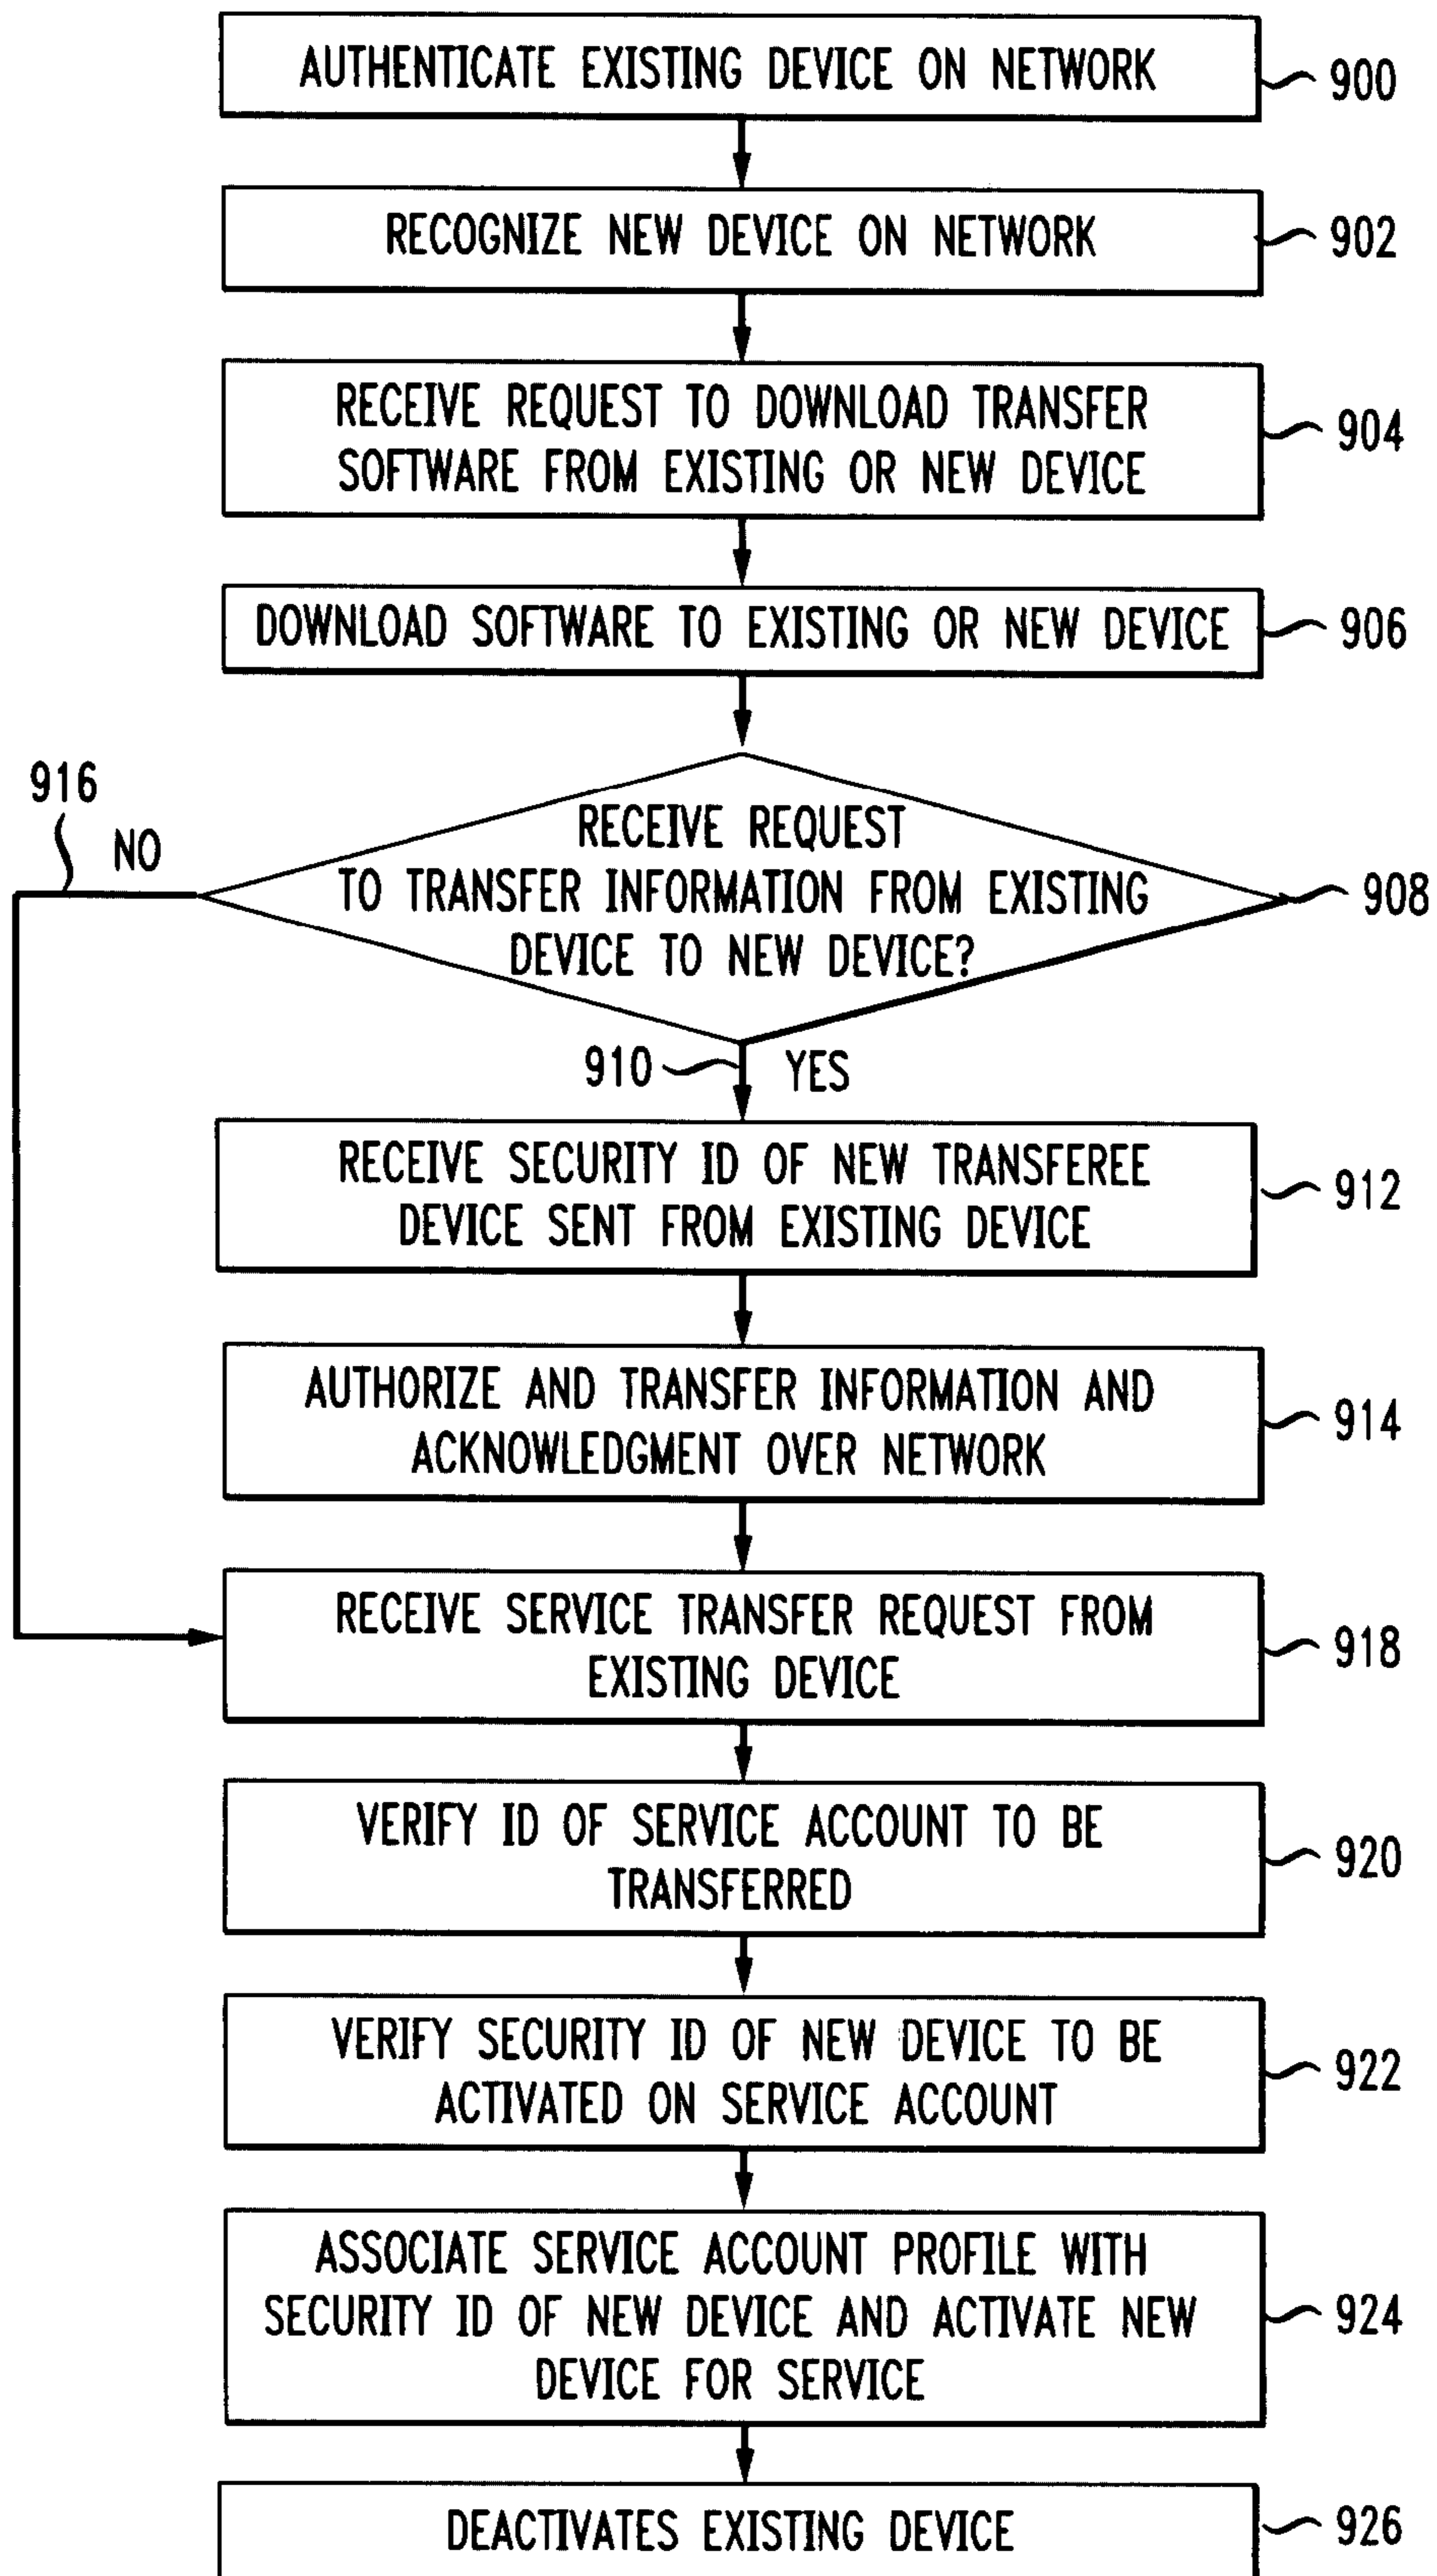 AUTHENTICATE EXISTING DEVICE ON NETWORK
900
RECOGNIZE NEW DEVICE ON NETWORK
902
RECEIVE REQUEST TO DOWNLOAD TRANSFER
SOFTWARE FROM EXISTING OR NEW DEVICE
904
DOWNLOAD SOFTWARE TO EXISTING OR NEW DEVICE
906
916
NO
RECEIVE REQUEST
TO TRANSFER INFORMATION FROM EXISTING
DEVICE TO NEW DEVICE?
908
910
YES
RECEIVE SECURITY ID OF NEW TRANSFEREE
DEVICE SENT FROM EXISTING DEVICE
912
AUTHORIZE AND TRANSFER INFORMATION AND
ACKNOWLEDGMENT OVER NETWORK
914
RECEIVE SERVICE TRANSFER REQUEST FROM
EXISTING DEVICE
918
VERIFY ID OF SERVICE ACCOUNT TO BE
TRANSFERRED
920
VERIFY SECURITY ID OF NEW DEVICE TO BE
ACTIVATED ON SERVICE ACCOUNT
922
ASSOCIATE SERVICE ACCOUNT PROFILE WITH
SECURITY ID OF NEW DEVICE AND ACTIVATE NEW
DEVICE FOR SERVICE
924
DEACTIVATES EXISTING DEVICE
926